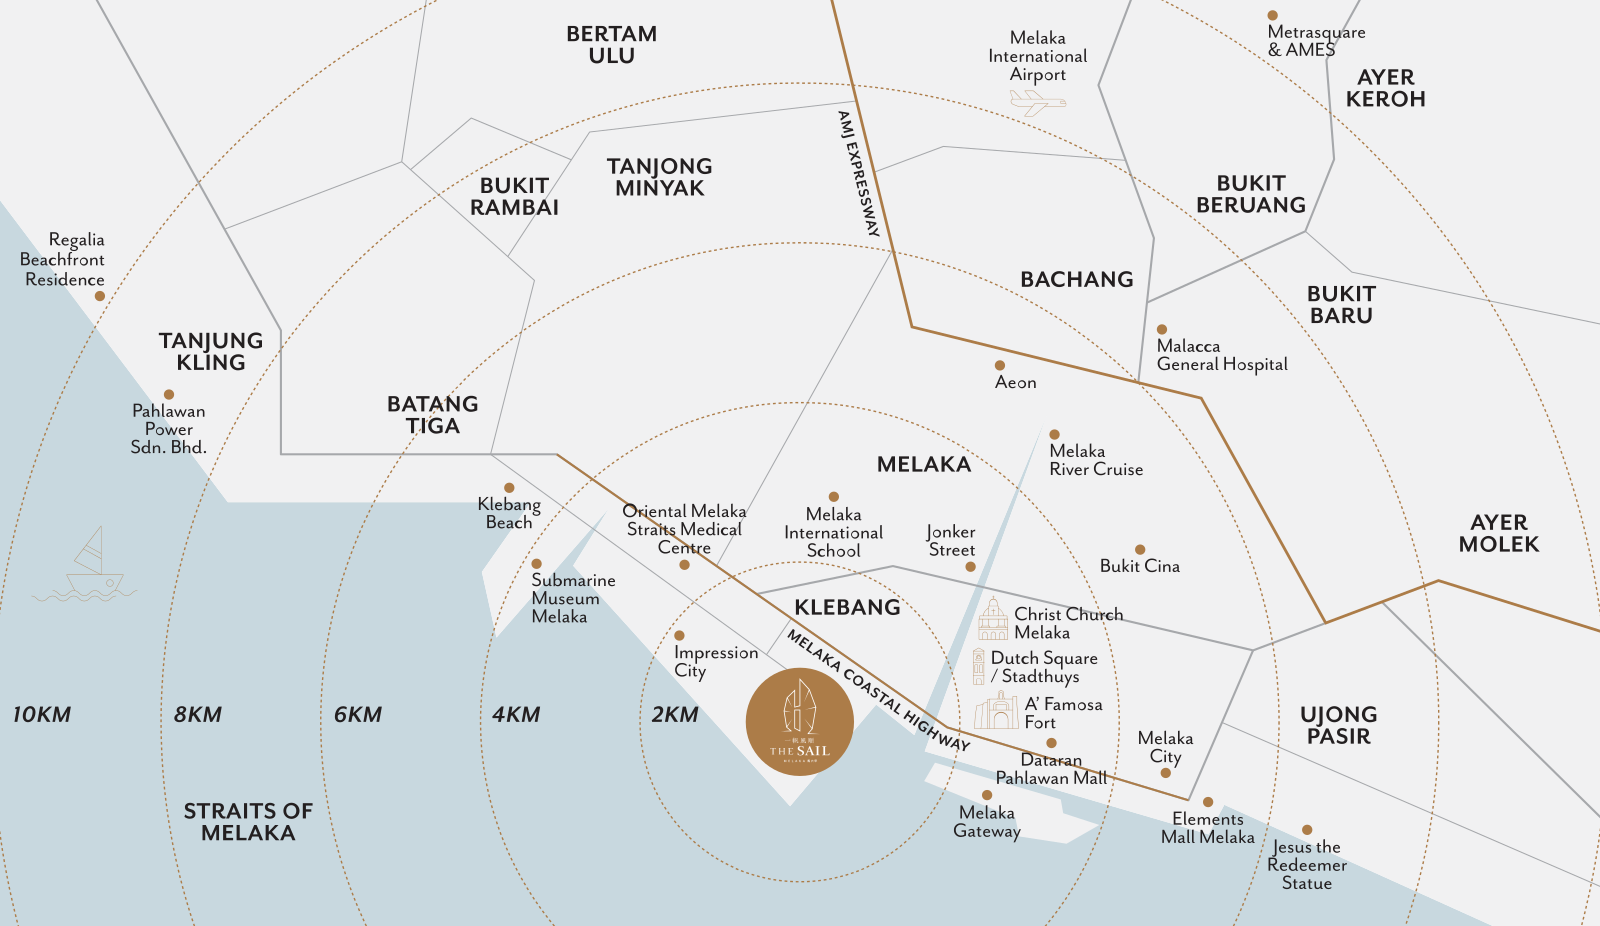 Metrasquare
& AMES
BERTAM
ULU
Melaka
International
Airport
AYER
KEROH
AMJ EXPRESSWAY
TANJONG
MINYAK
BUKIT
RAMBAI
BUKIT
BERUANG
Regalia
Beachfront
Residence
BACHANG
BUKIT
BARU
TANJUNG
KLING
Malacca
General Hospital
Aeon
BATANG
TIGA
Pahlawan
Power
Sdn. Bhd.
MELAKA
Melaka
River Cruise
Klebang
Beach
Oriental Melaka
Straits Medical
Centre
Melaka
International
School
Jonker
Street
AYER
MOLEK
Bukit Cina
Submarine
Museum
Melaka
KLEBANG
Christ Church
Melaka
MELAKA COASTAL HIGHWAY
Impression
City
Dutch Square
/ Stadthuys
A' Famosa
Fort
10KM
8KM
6KM
4KM
2KM
THE SAIL
UJONG
PASIR
Melaka
City
Dataran
Pahlawan Mall
STRAITS OF
MELAKA
Melaka
Gateway
Elements
Mall Melaka
Jesus the
Redeemer
Statue